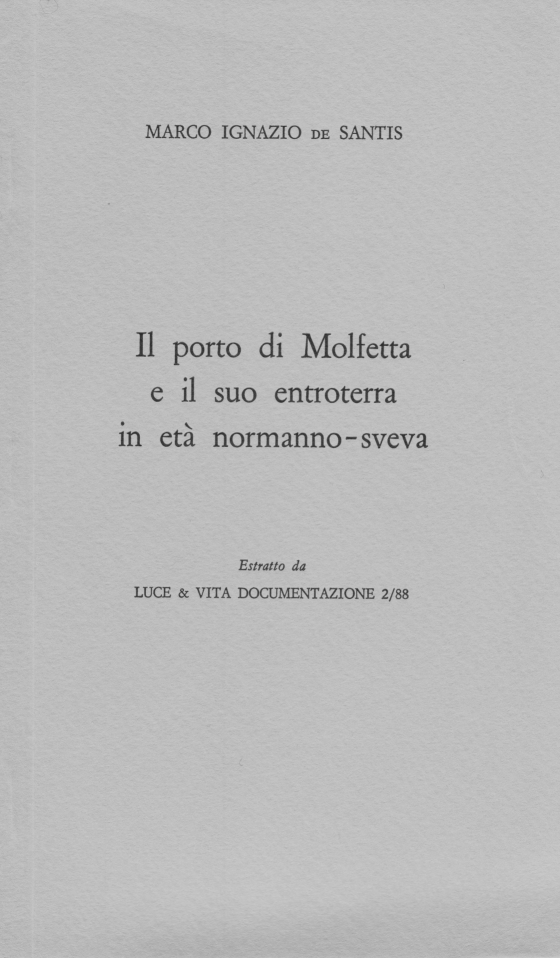 MARCO IGNAZIO DE SANTIS
Il porto di Molfetta
e il suo entroterra
in età normanno-sveva
Estratto da
LUCE & VITA DOCUMENTAZIONE 2/88